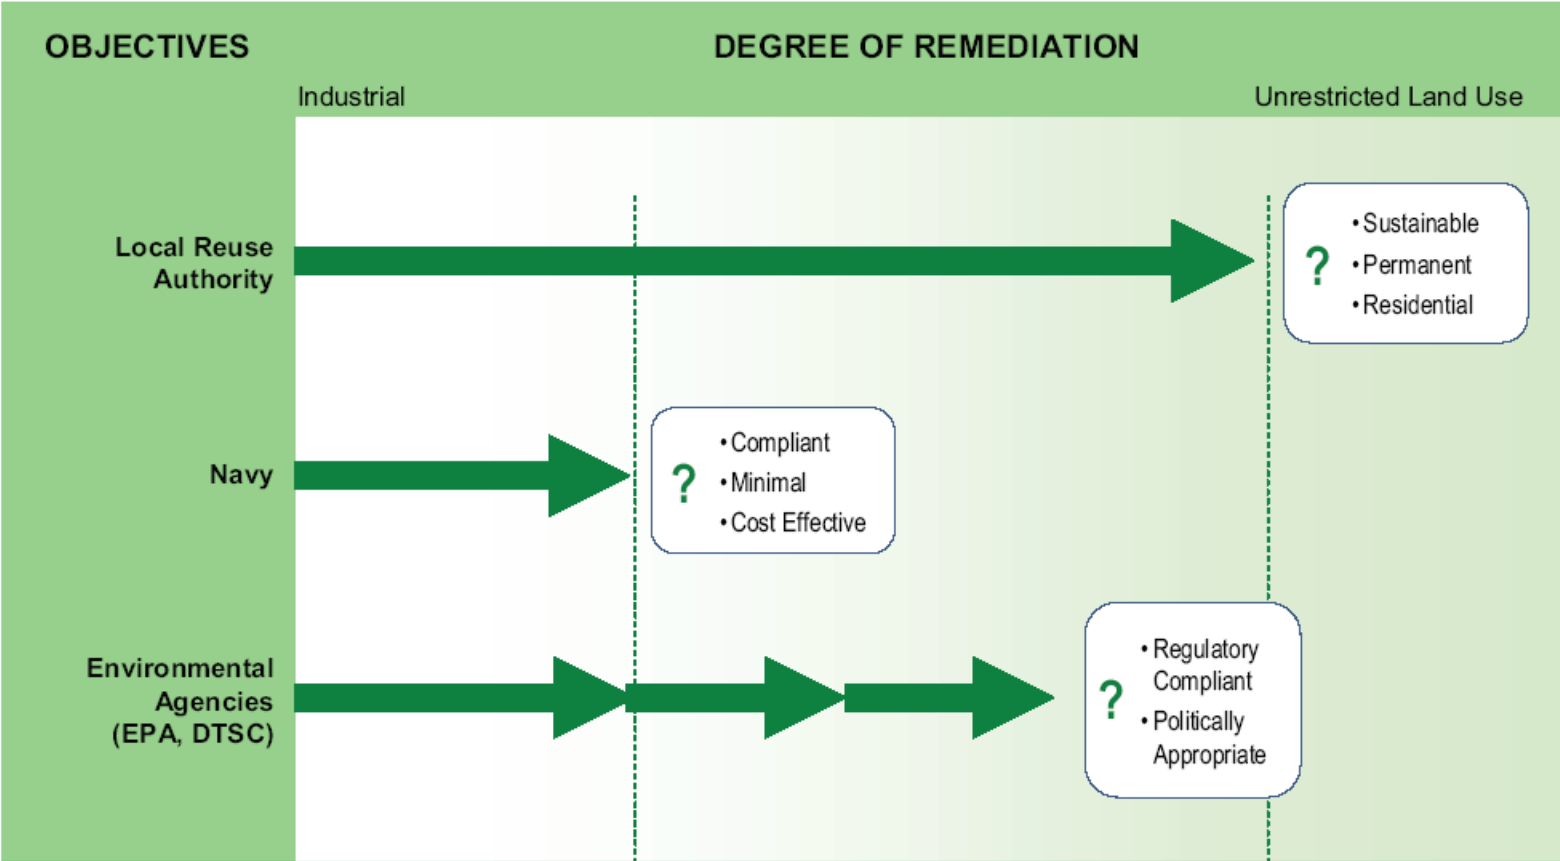 OBJECTIVES
DEGREE OF REMEDIATION
Industrial
Unrestricted Land Use
Local Reuse
Authority
?
• Sustainable
• Permanent
• Residential
Navy
?
• Compliant
• Minimal
• Cost Effective
Environmental
Agencies
(EPA, DTSC)
?
• Regulatory
Compliant
• Politically
Appropriate